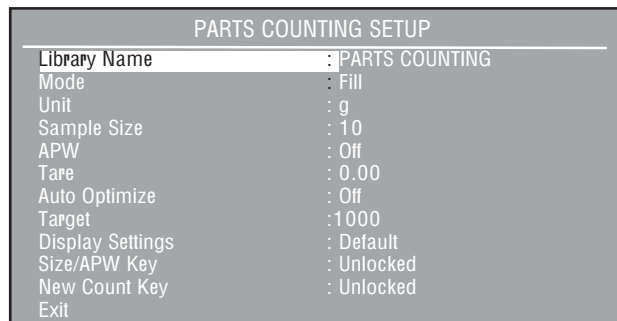 PARTS COUNTING SETUP
Library Name : PARTS COUNTING
Mode : Fill
Unit : g
Sample Size : 10
APW : Off
Tare : 0.00
Auto Optimize : Off
Target :1000
Display Settings : Default
Size/APW Key : Unlocked
New Count Key : Unlocked
Exit